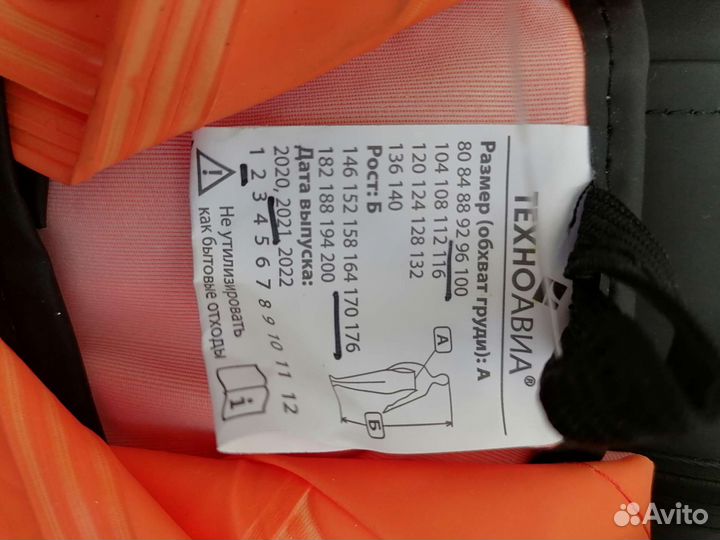 ТЕХНОАВИА®
Размер (обхват груди): А
80 84 88 92 96 100
104 108 112 116
120 124 128 132
136 140
Рост: Б
146 152 158 164 170 176
182 188 194 200
Дата выпуска:
2020, 2021 2022
1 2 3 4 5 6 7 8 9 10 11 12
Не утилизировать
как бытовые отходы
А
Б
i
Avito